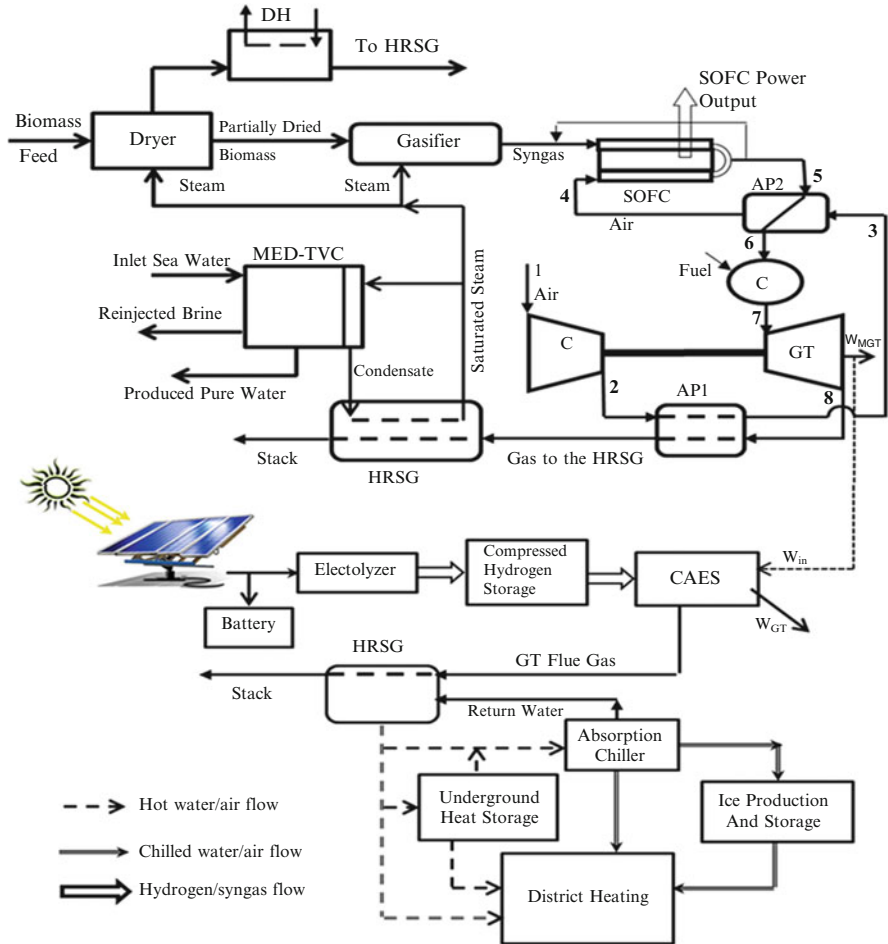 DH
To HRSG
SOFC Power
Output
Biomass
Feed
Dryer
Partially Dried
Biomass
Gasifier
Syngas
Steam
Steam
4
SOFC
5
AP2
Air
6
3
MED-TVC
Inlet Sea Water
Reinjected Brine
Produced Pure Water
Condensate
Saturated Steam
Fuel
C
1
Air
7
C
GT
WMGT
2
AP1
8
Stack
HRSG
Gas to the HRSG
Electolyzer
Compressed
Hydrogen
Storage
CAES
Win
WGT
Battery
HRSG
GT Flue Gas
Stack
Return Water
Absorption
Chiller
Underground
Heat Storage
Ice Production
And Storage
District Heating
Hot water/air flow
Chilled water/air flow
Hydrogen/syngas flow